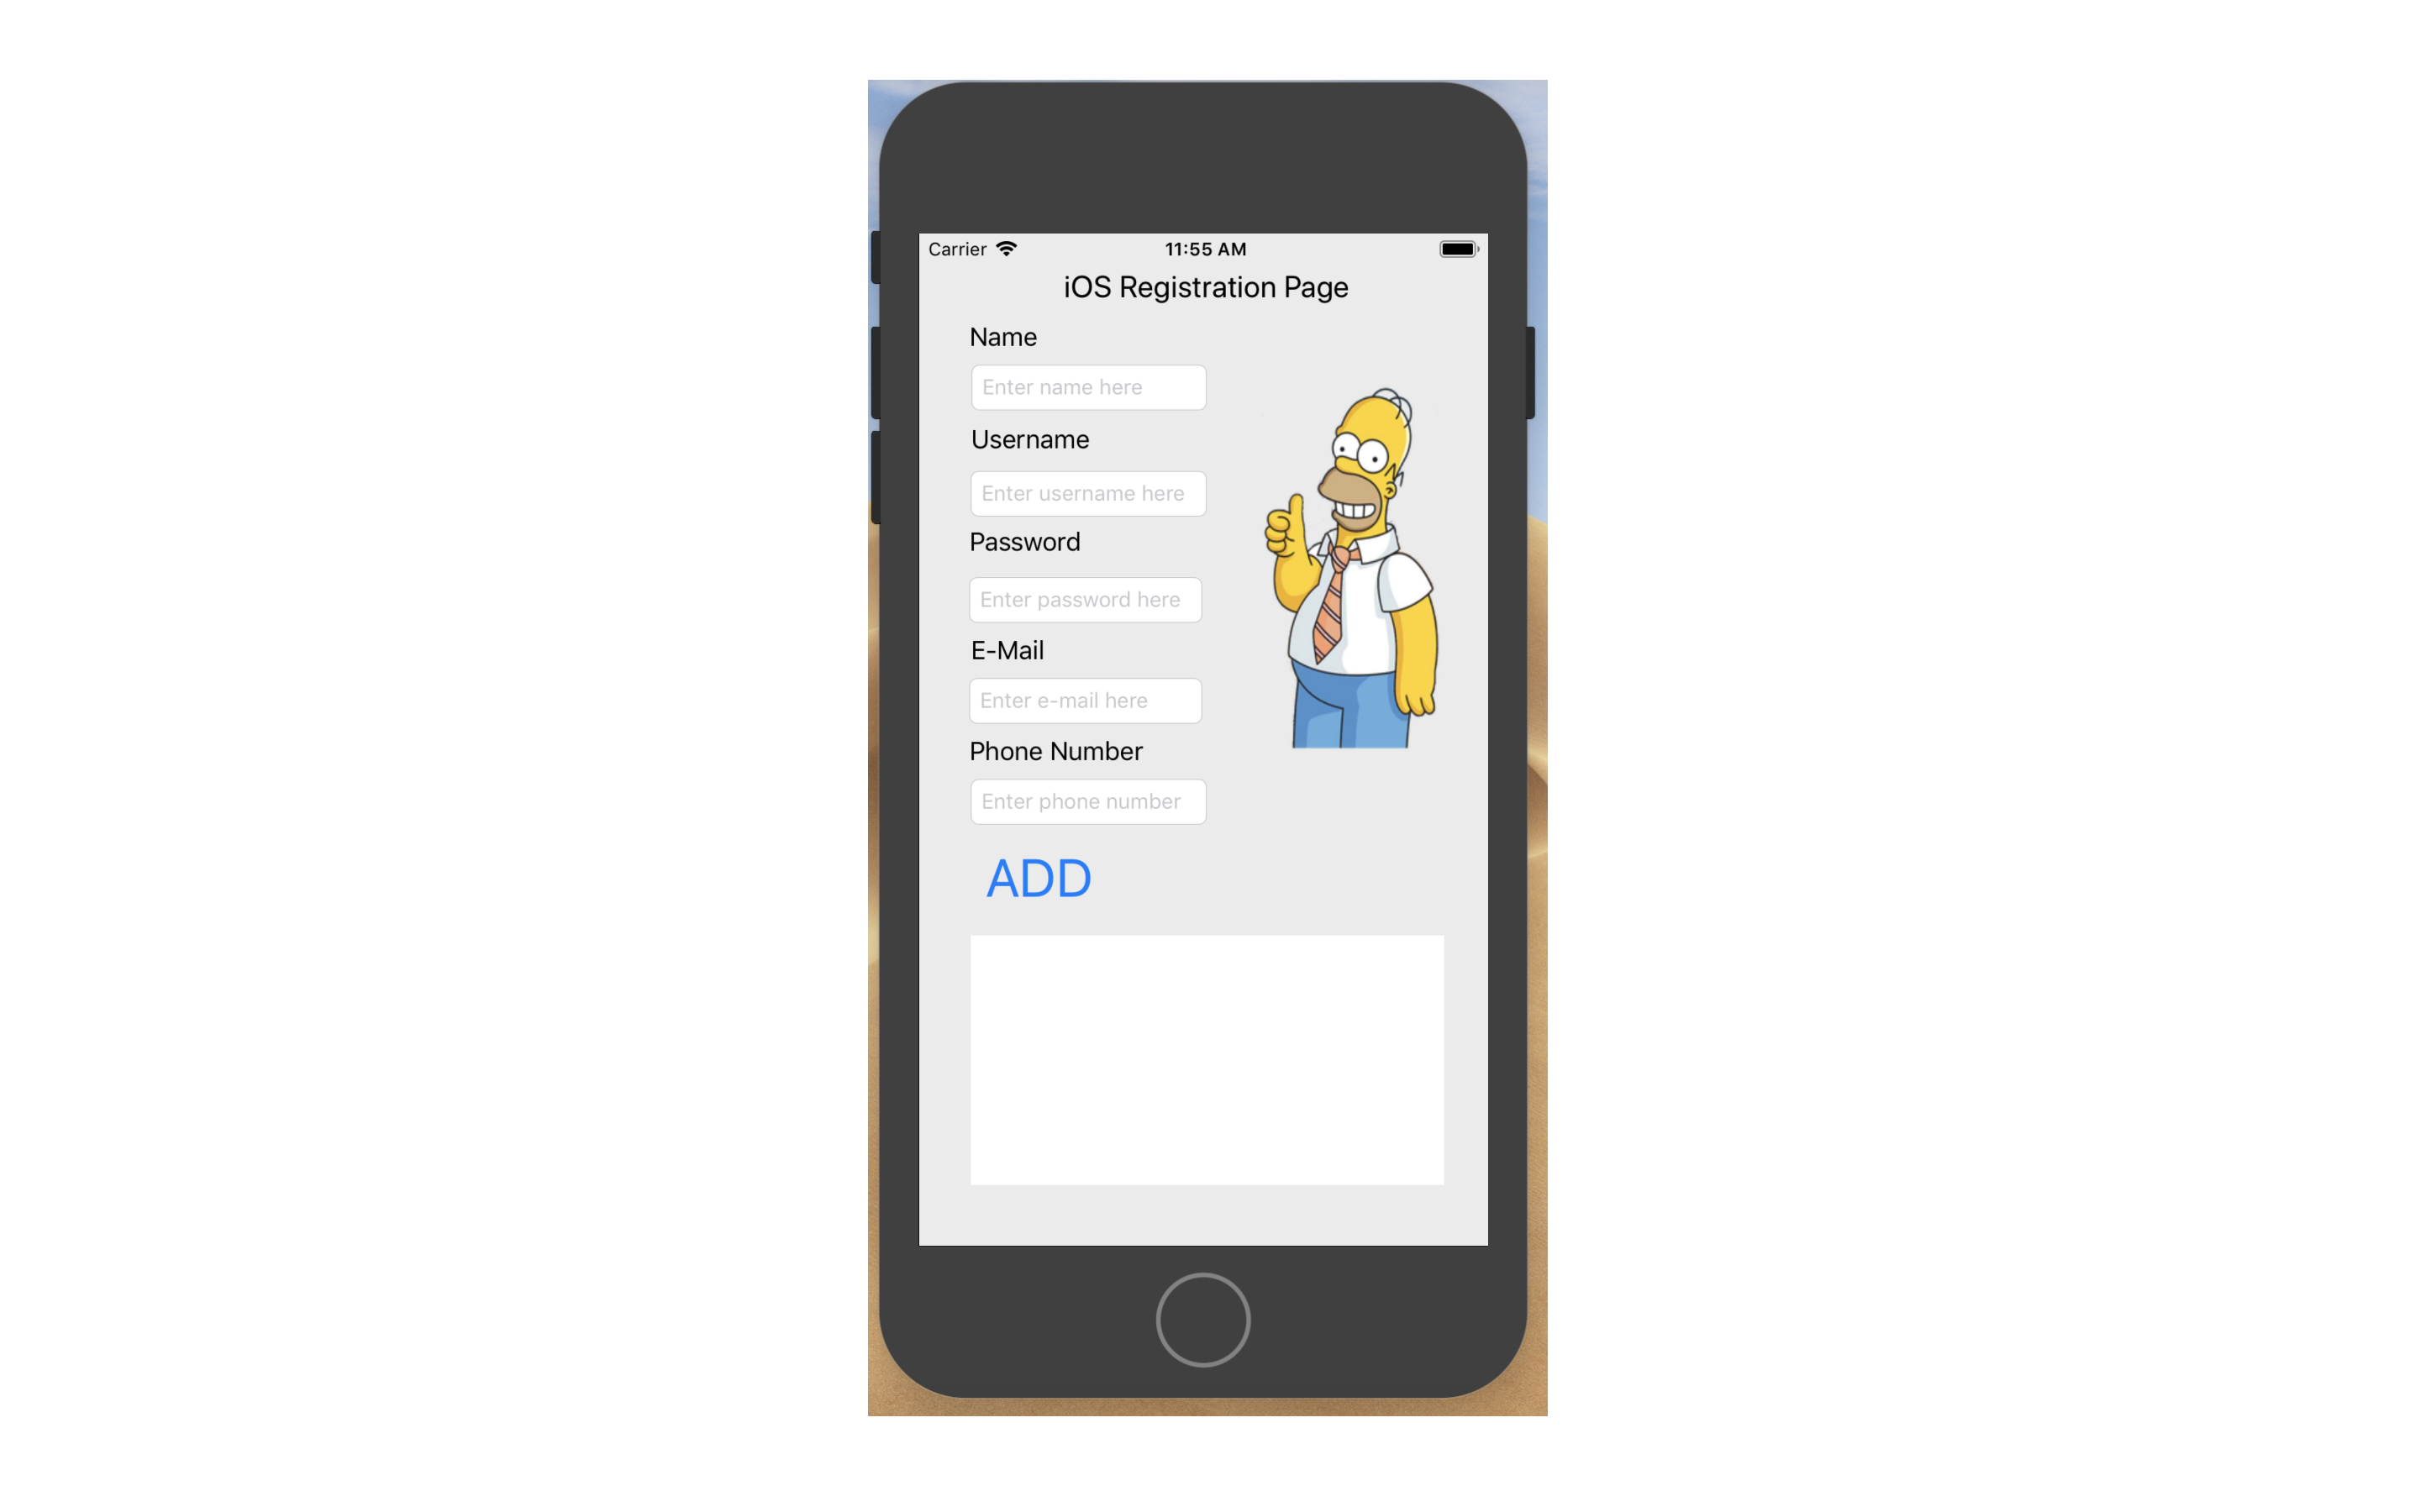 Carrier 11:55 AM
iOS Registration Page
Name
Enter name here
Username
Enter username here
Password
Enter password here
E-Mail
Enter e-mail here
Phone Number
Enter phone number
ADD